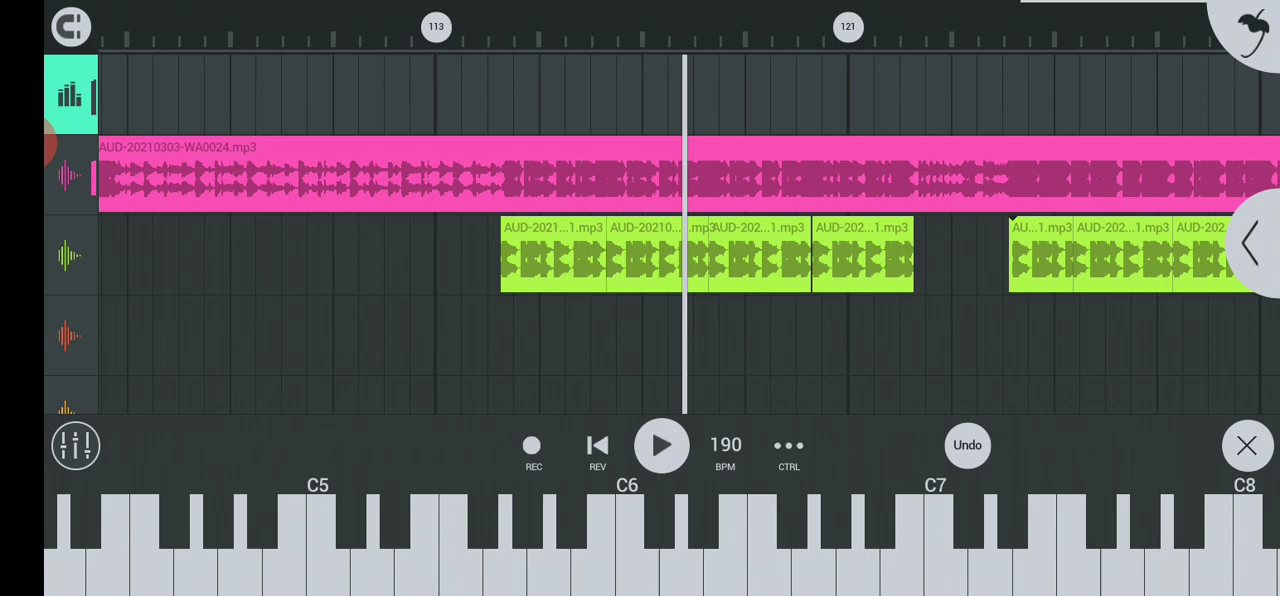 113
121
AUD-20210303-WA0024.mp3
AUD-2021...1.mp3
AUD-20210...1.mp3
AUD-202...1.mp3
AUD-202...1.mp3
AU...1.mp3
AUD-202...1.mp3
AUD-202
190
Undo
REC
REV
BPM
CTRL
C5
C6
C7
C8